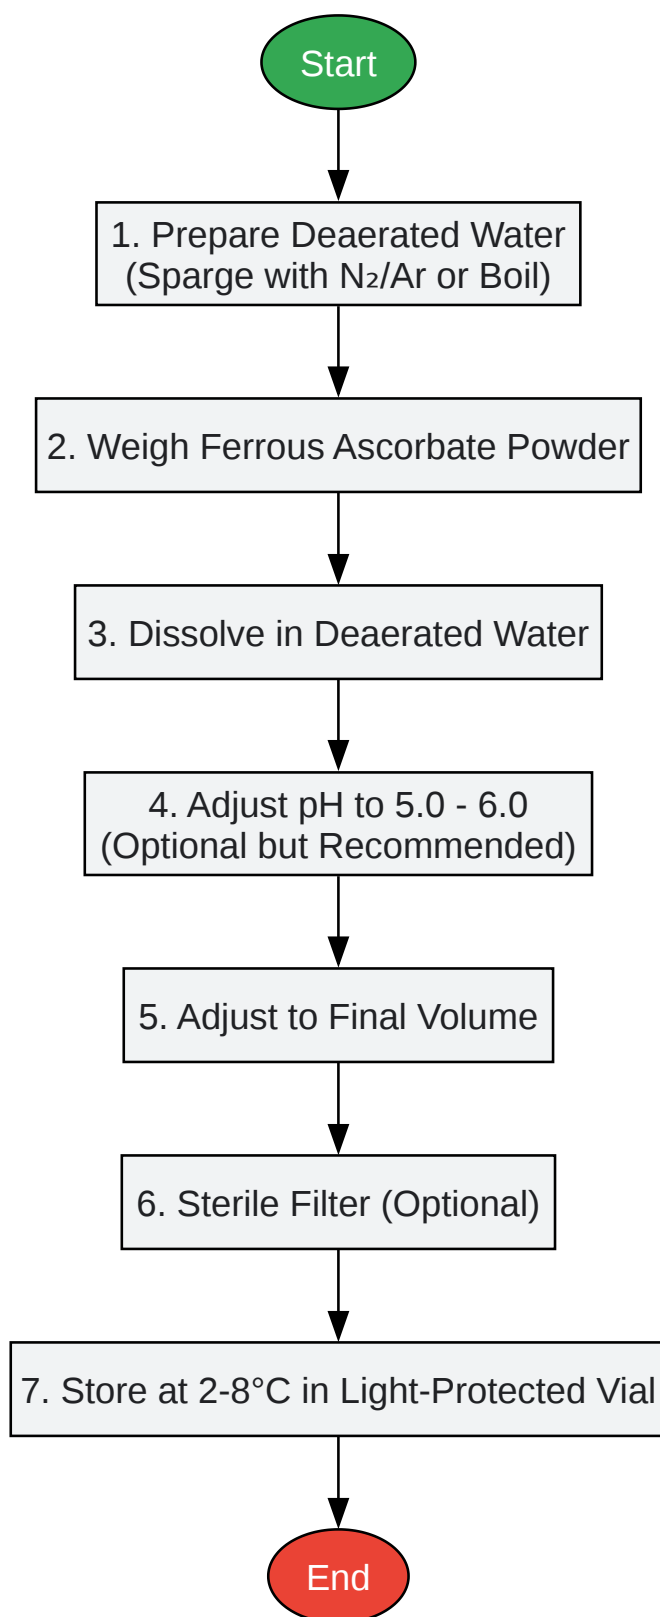 Start
1. Prepare Deaerated Water
(Sparge with N₂/Ar or Boil)
2. Weigh Ferrous Ascorbate Powder
3. Dissolve in Deaerated Water
4. Adjust pH to 5.0 - 6.0
(Optional but Recommended)
5. Adjust to Final Volume
6. Sterile Filter (Optional)
7. Store at 2-8°C in Light-Protected Vial
End